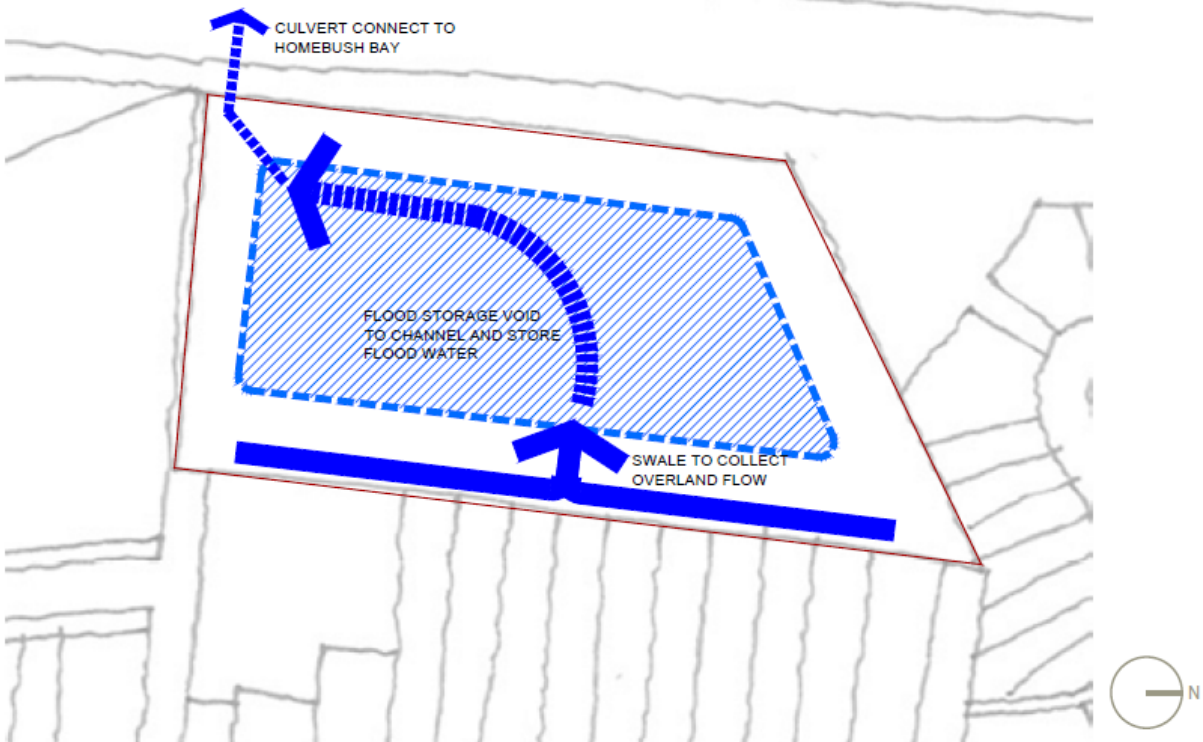 CULVERT CONNECT TO
HOMEBUSH BAY
FLOOD STORAGE VOID
TO CHANNEL AND STORE
FLOOD WATER
SWALE TO COLLECT
OVERLAND FLOW
N